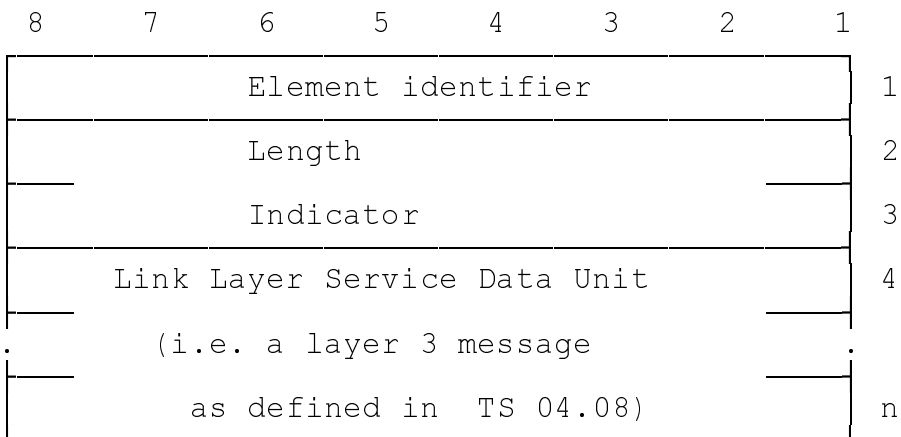 8 7 6 5 4 3 2 1
Element identifier 1
Length 2
Indicator 3
Link Layer Service Data Unit 4
. (i.e. a layer 3 message .
as defined in TS 04.08) n